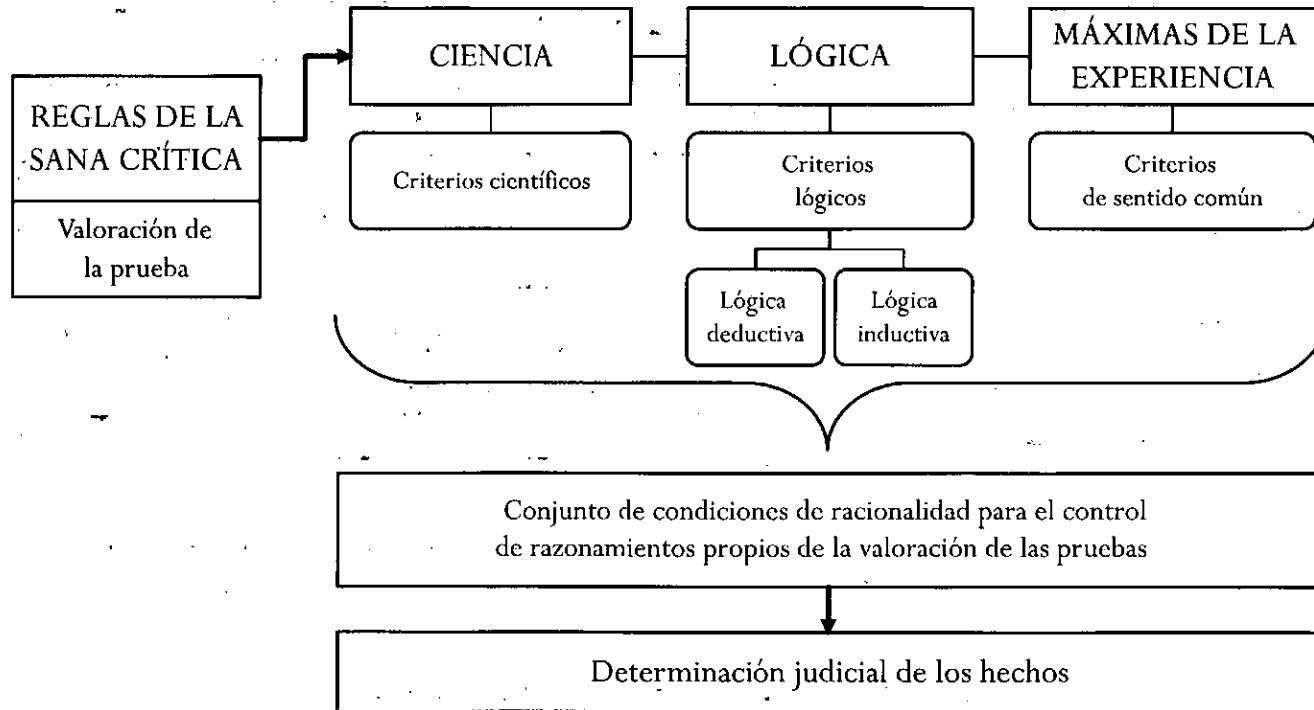 REGLAS DE LA
SANA CRÍTICA
Valoración de
la prueba
CIENCIA
LÓGICA
MÁXIMAS DE LA
EXPERIENCIA
Criterios científicos
Criterios
lógicos
Criterios
de sentido común
Lógica
deductiva
Lógica
inductiva
Conjunto de condiciones de racionalidad para el control
de razonamientos propios de la valoración de las pruebas
Determinación judicial de los hechos